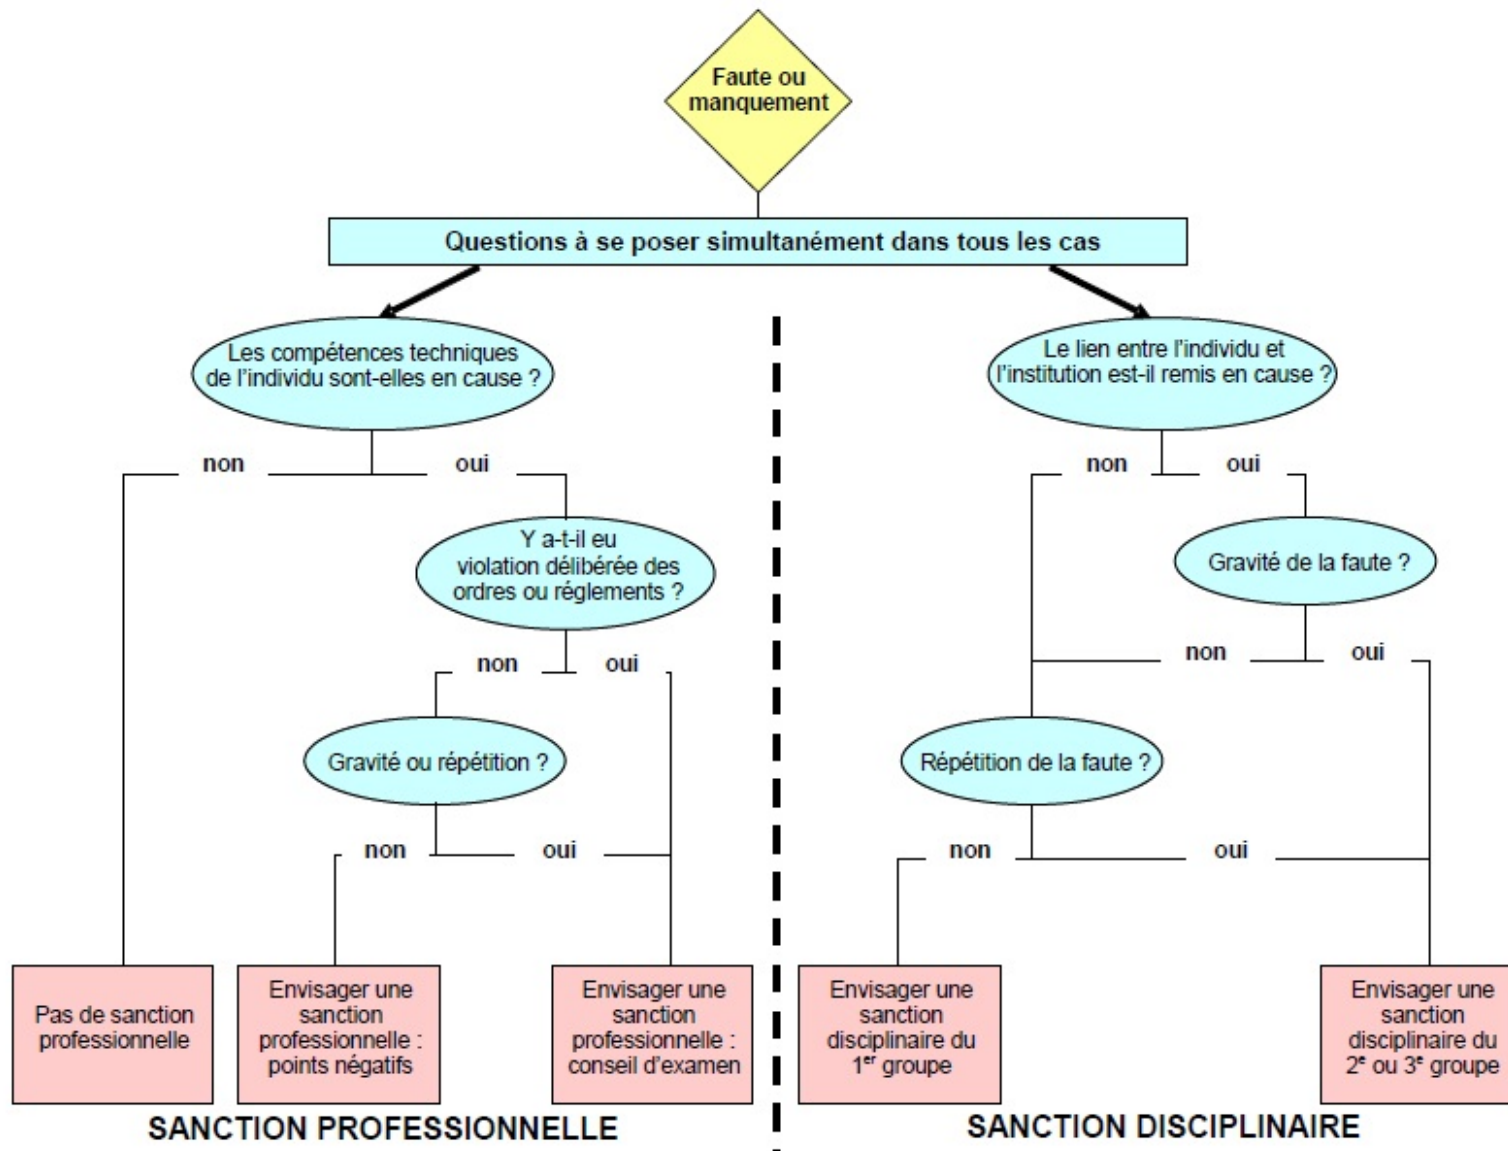 Faute ou
manquement
Questions à se poser simultanément dans tous les cas
Les compétences techniques
de l'individu sont-elles en cause ?
non
oui
Y a-t-il eu
violation délibérée des
ordres ou réglements ?
non
oui
Gravité ou répétition ?
non
oui
Pas de sanction
professionnelle
Envisager une
sanction
professionnelle :
points négatifs
Envisager une
sanction
professionnelle :
conseil d'examen
SANCTION PROFESSIONNELLE
Le lien entre l'individu et
l'institution est-il remis en cause ?
non
oui
Gravité de la faute ?
non
oui
Répétition de la faute ?
non
oui
Envisager une
sanction
disciplinaire du
1er groupe
Envisager une
sanction
disciplinaire du
2e ou 3e groupe
SANCTION DISCIPLINAIRE